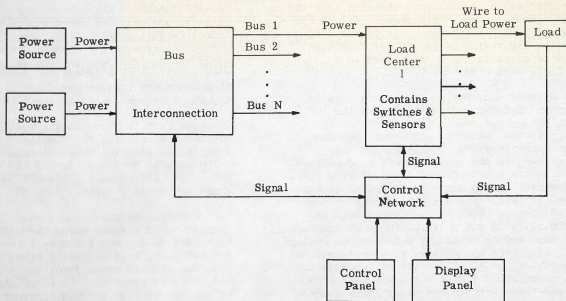 Power
Source
Power
Power
Source
Power
Bus
Interconnection
Bus 1
Bus 2
Bus N
Power
Load
Center
1
Contains
Switches &
Sensors
Wire to
Load Power
Load
Signal
Signal
Signal
Control
Network
Control
Panel
Display
Panel